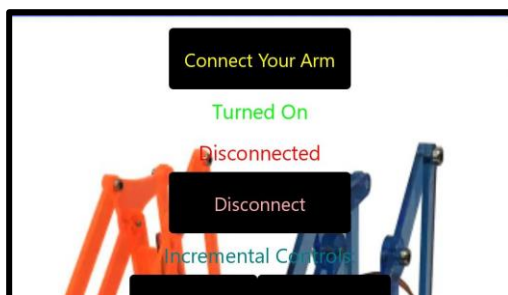 Connect Your Arm
Turned On
Disconnected
Disconnect
Incremental Controls